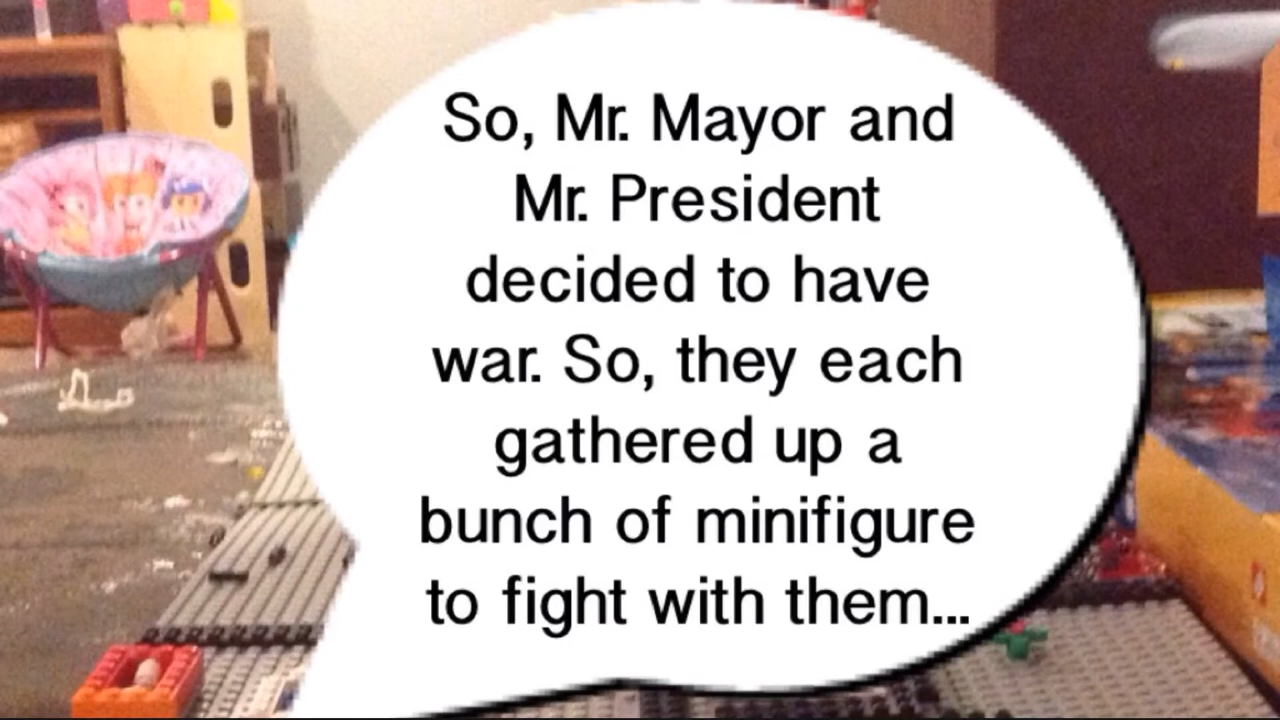 So, Mr. Mayor and
Mr. President
decided to have
war. So, they each
gathered up a
bunch of minifigure
to fight with them...